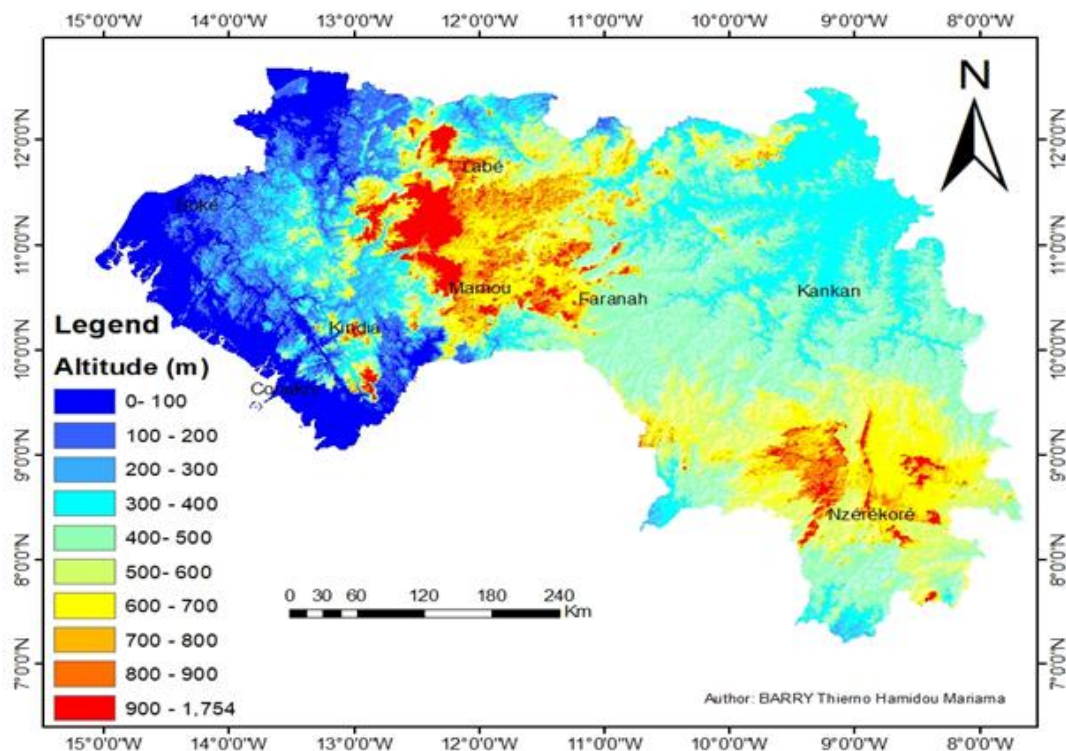 15°0'0"W 14°0'0"W 13°0'0"W 12°0'0"W 11°0'0"W 10°0'0"W 9°0'0"W 8°0'0"W
N
12°0'0"N 12°0'0"N
Labé
Boké
11°0'0"N 11°0'0"N
Mamou Faranah Kankan
Kindia
10°0'0"N 10°0'0"N
Conakry
9°0'0"N 9°0'0"N
Nzérékoré
8°0'0"N 8°0'0"N
7°0'0"N 7°0'0"N
Legend
Altitude (m)
0- 100
100 - 200
200 - 300
300 - 400
400- 500
500- 600
600 - 700
700 - 800
800 - 900
900 - 1,754
0 30 60 120 180 240
Km
Author: BARRY Thierno Hamidou Mariama
15°0'0"W 14°0'0"W 13°0'0"W 12°0'0"W 11°0'0"W 10°0'0"W 9°0'0"W 8°0'0"W